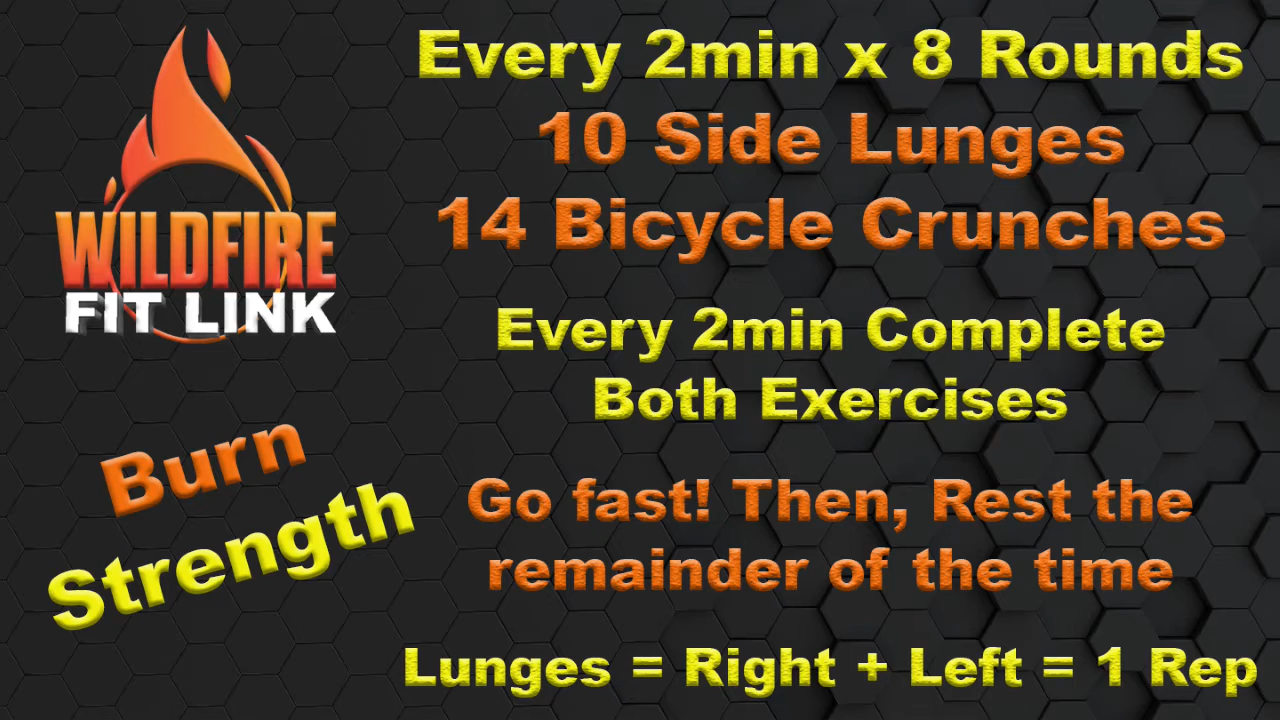 WILDFIRE
FIT LINK
Burn
Strength
Every 2min x 8 Rounds
10 Side Lunges
14 Bicycle Crunches
Every 2min Complete
Both Exercises
Go fast! Then, Rest the
remainder of the time
Lunges = Right + Left = 1 Rep